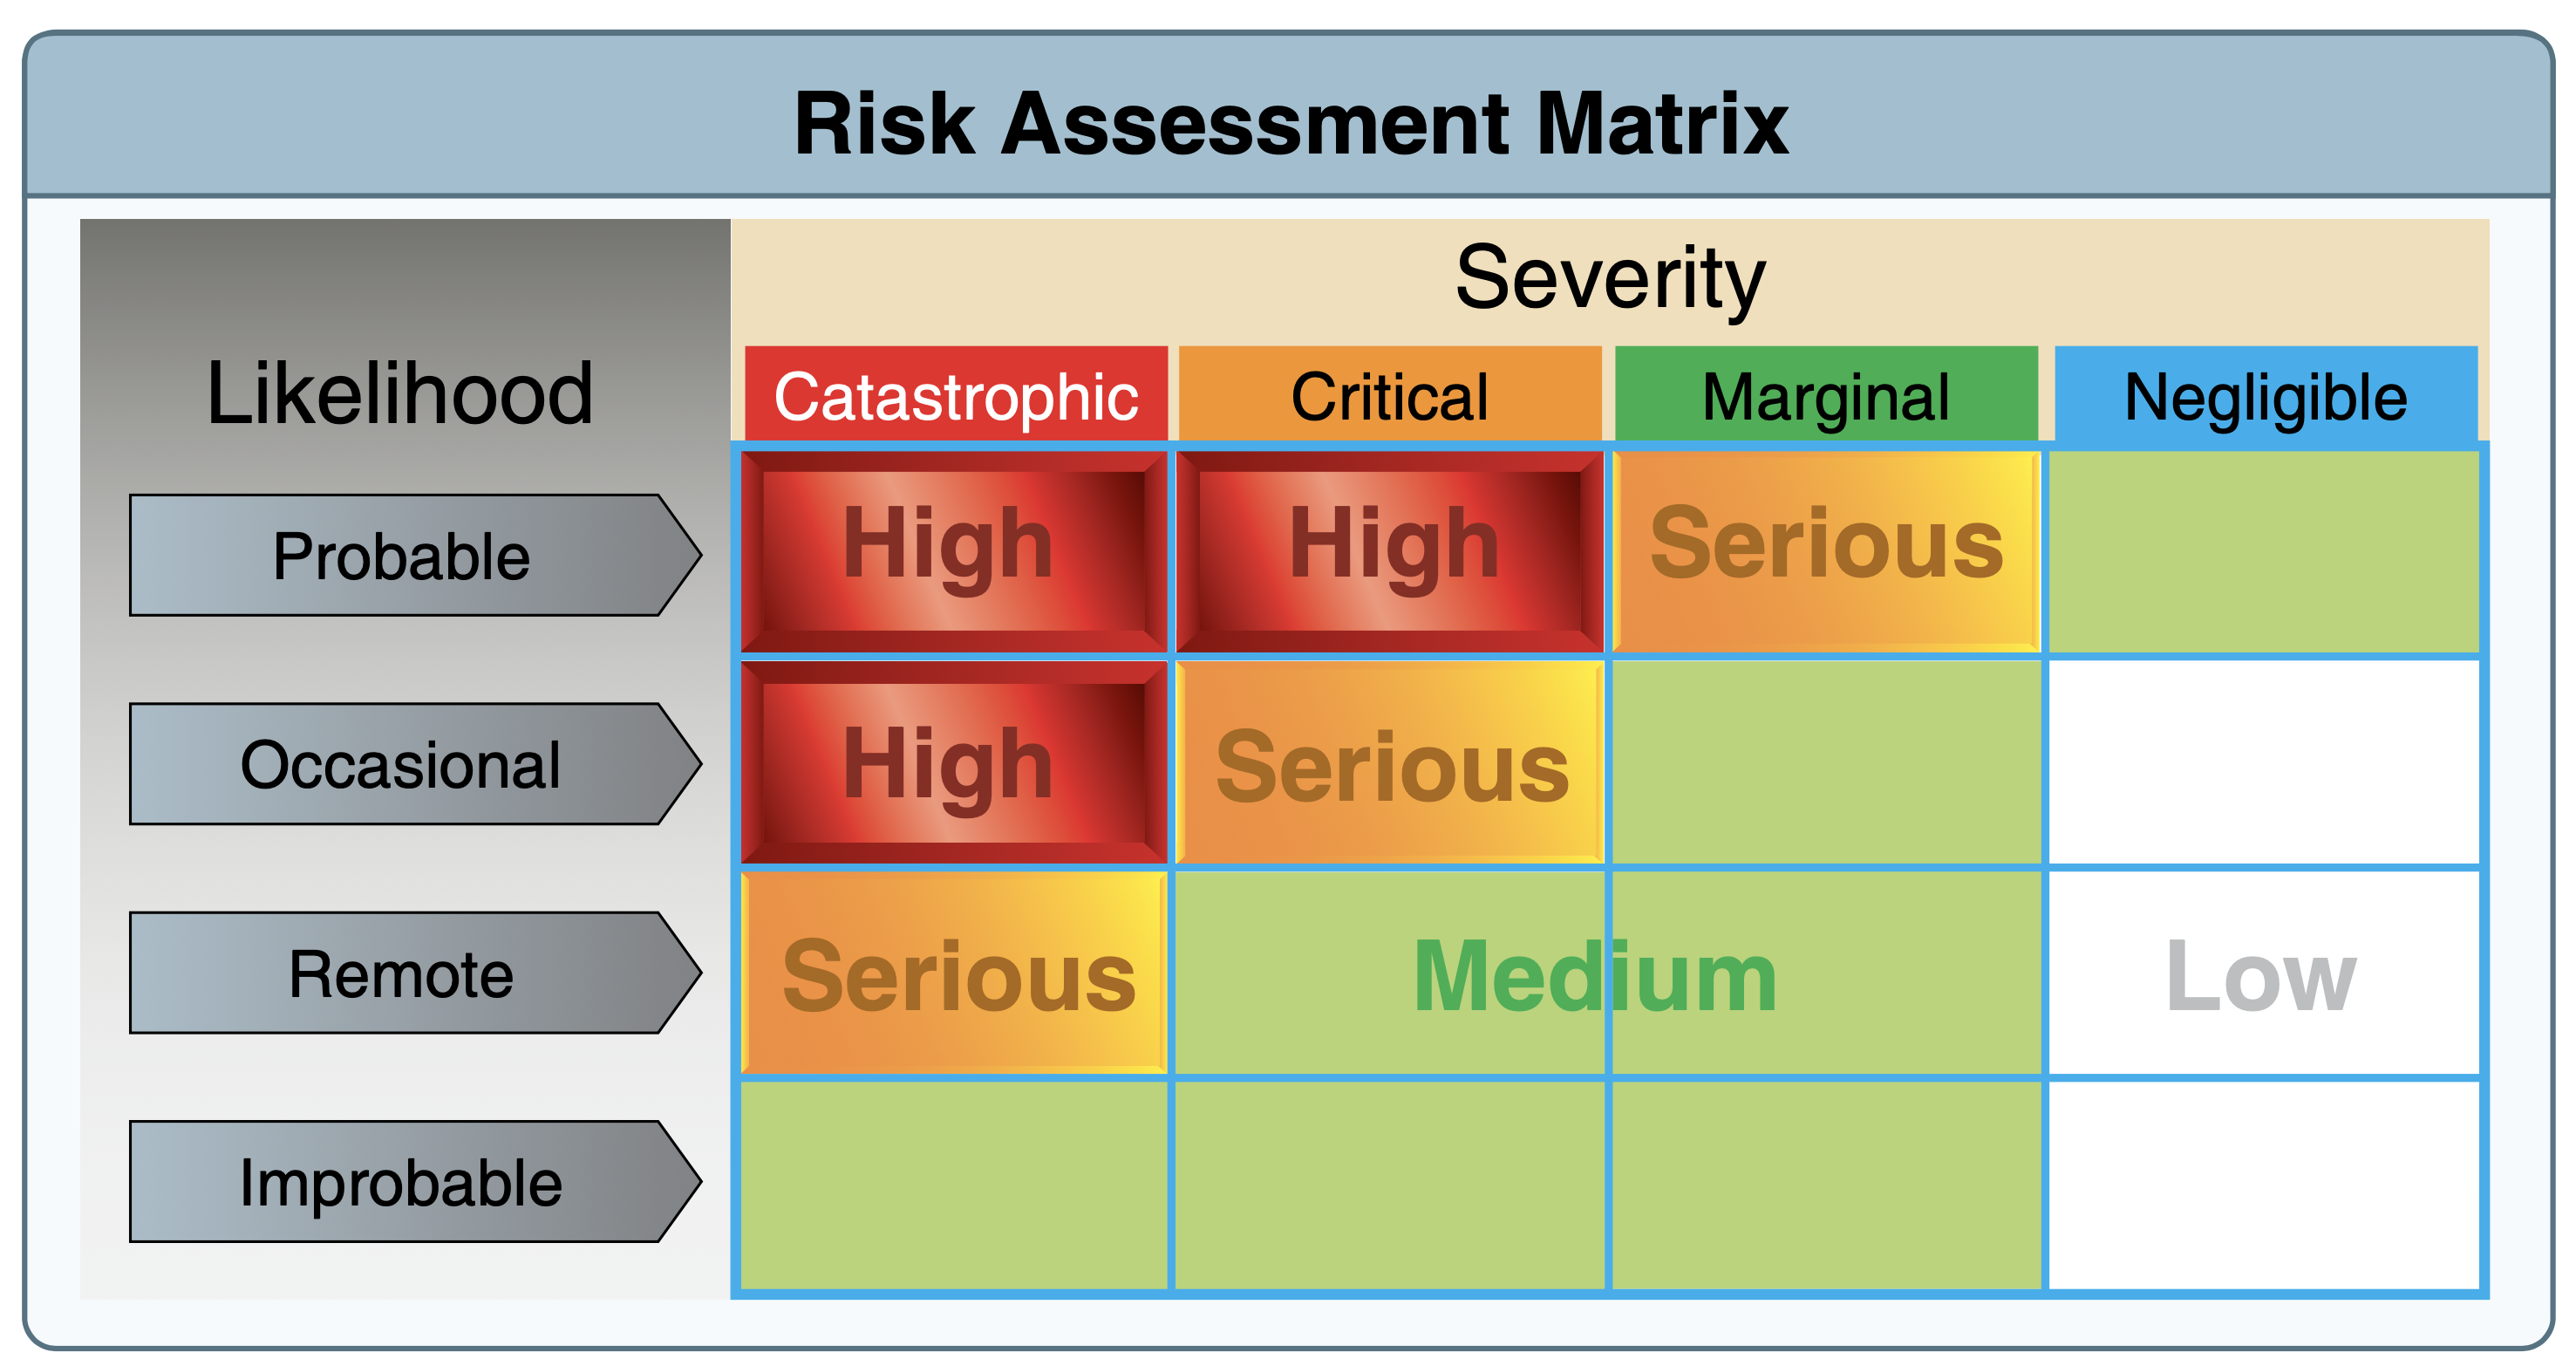 Risk Assessment Matrix
Severity
Likelihood
Catastrophic Critical Marginal Negligible
Probable High High Serious
Occasional High Serious
Remote Serious Medium Low
Improbable